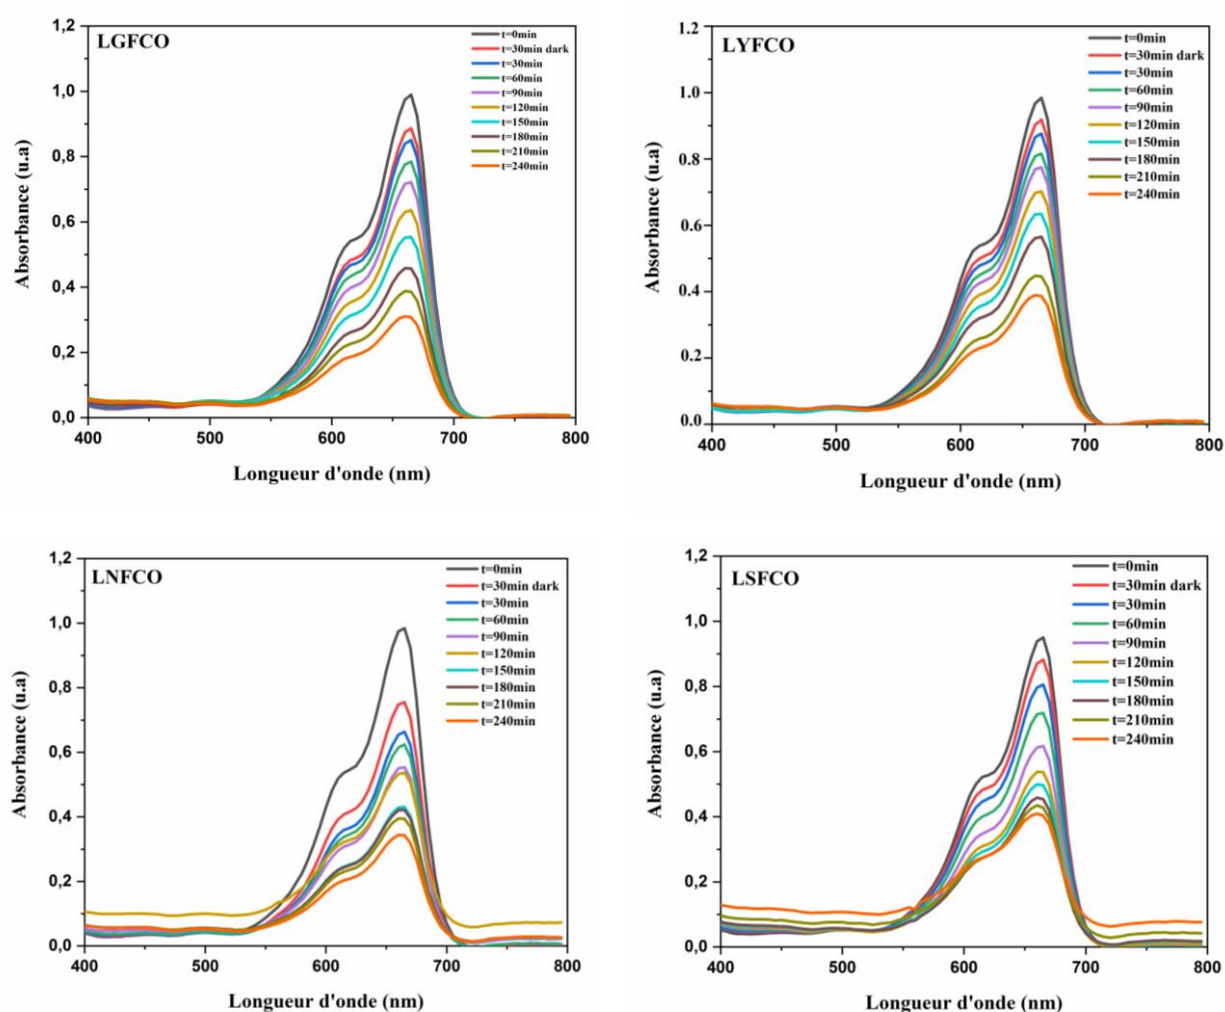 LGFCO
t=0min
t=30min dark
t=30min
t=60min
t=90min
t=120min
t=150min
t=180min
t=210min
t=240min
1,2
1,0
0,8
0,6
0,4
0,2
0,0
400
500
600
700
800
Absorbance (u.a)
Longueur d'onde (nm)
LYFCO
t=0min
t=30min dark
t=30min
t=60min
t=90min
t=120min
t=150min
t=180min
t=210min
t=240min
1.2
1.0
0.8
0.6
0.4
0.2
0.0
400
500
600
700
800
Absorbance (u.a)
Longueur d'onde (nm)
LNFCO
t=0min
t=30min dark
t=30min
t=60min
t=90min
t=120min
t=150min
t=180min
t=210min
t=240min
1,2
1,0
0,8
0,6
0,4
0,2
0,0
400
500
600
700
800
Absorbance (u.a)
Longueur d'onde (nm)
LSFCO
t=0min
t=30min dark
t=30min
t=60min
t=90min
t=120min
t=150min
t=180min
t=210min
t=240min
1,2
1,0
0,8
0,6
0,4
0,2
0,0
400
500
600
700
800
Absorbance (u.a)
Longueur d'onde (nm)